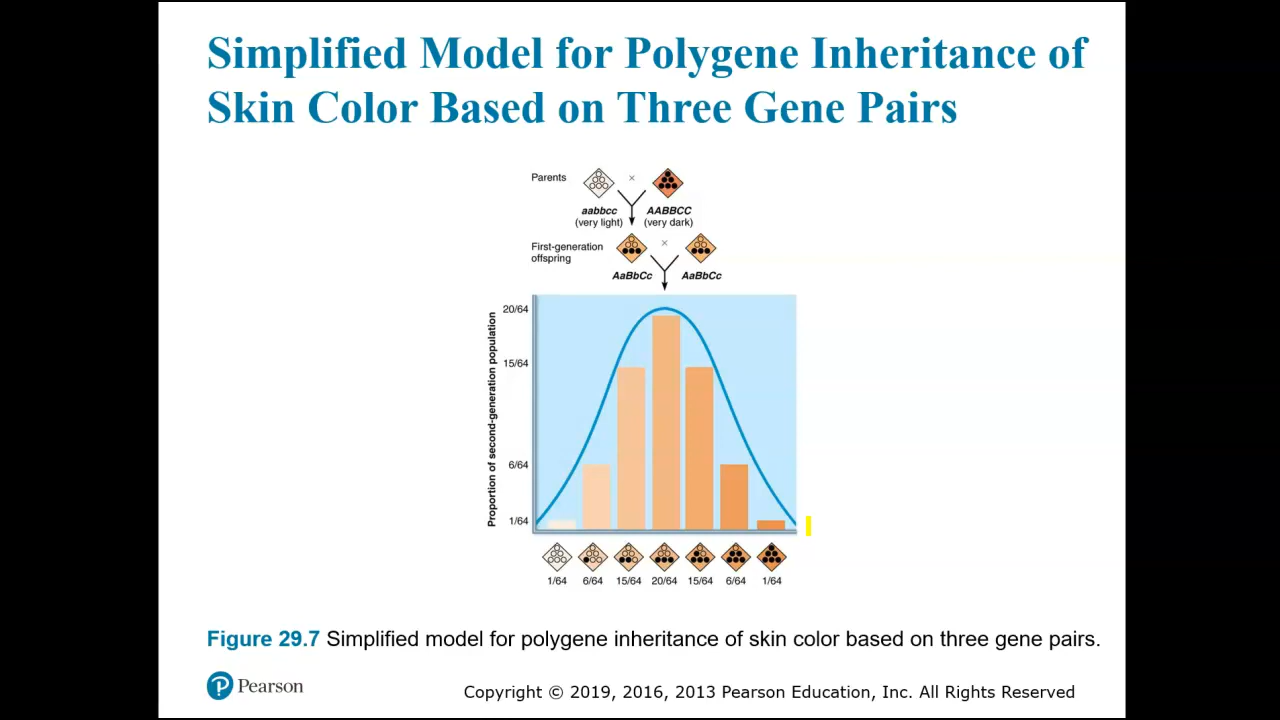 Simplified Model for Polygene Inheritance of
Skin Color Based on Three Gene Pairs
Parents ×
aabbcc AABBCC
(very light) (very dark)
First-generation ×
offspring
AaBbCc AaBbCc
Proportion of second-generation population
20/64
15/64
6/64
1/64
1/64 6/64 15/64 20/64 15/64 6/64 1/64
Figure 29.7 Simplified model for polygene inheritance of skin color based on three gene pairs.
P Pearson
Copyright © 2019, 2016, 2013 Pearson Education, Inc. All Rights Reserved